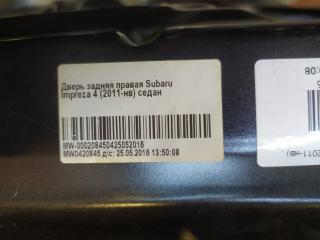 Дверь задняя правая Subaru
Impreza 4 (2011-нв) седан
MW-000208450425052016
MW0420845 д/с: 25.05.2016 13:50:08